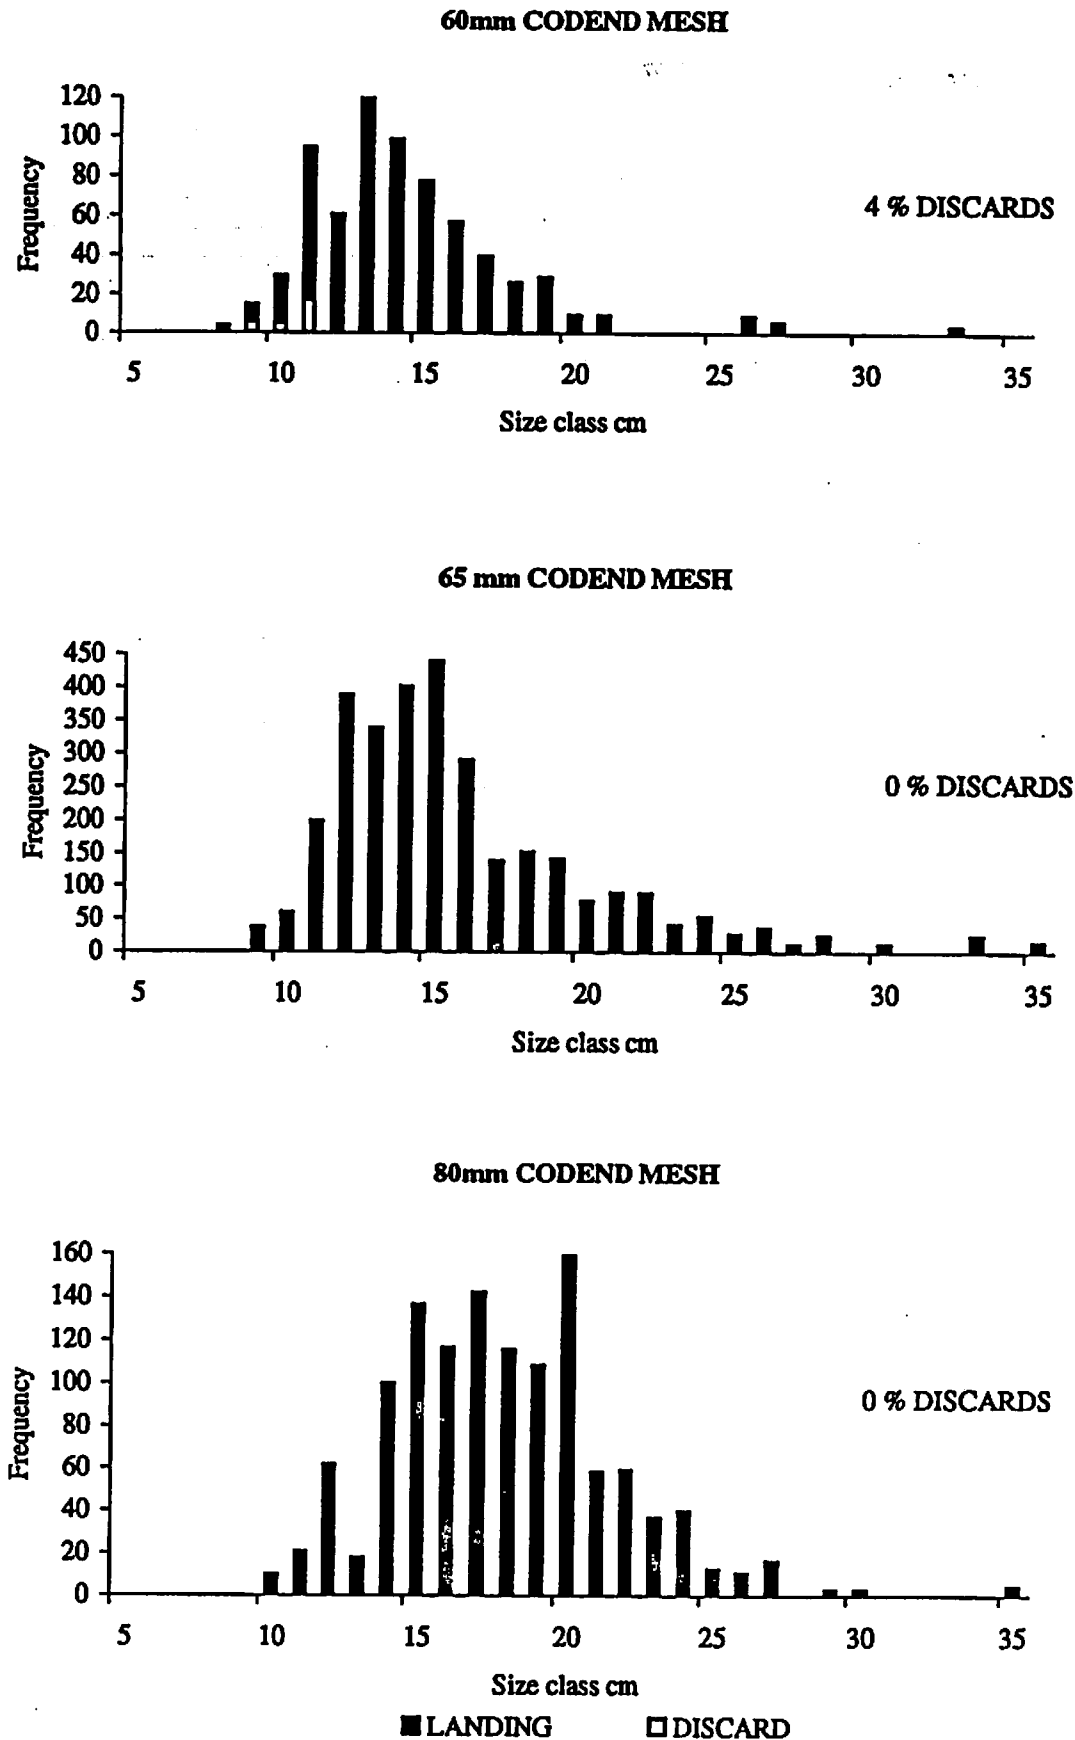 60mm CODEND MESH
120
100
80
60
40
20
0
Frequency
4 % DISCARDS
5 10 15 20 25 30 35
Size class cm
65 mm CODEND MESH
450
400
350
300
250
200
150
100
50
0
Frequency
0 % DISCARDS
5 10 15 20 25 30 35
Size class cm
80mm CODEND MESH
160
140
120
100
80
60
40
20
0
Frequency
0 % DISCARDS
5 10 15 20 25 30 35
Size class cm
LANDING DISCARD